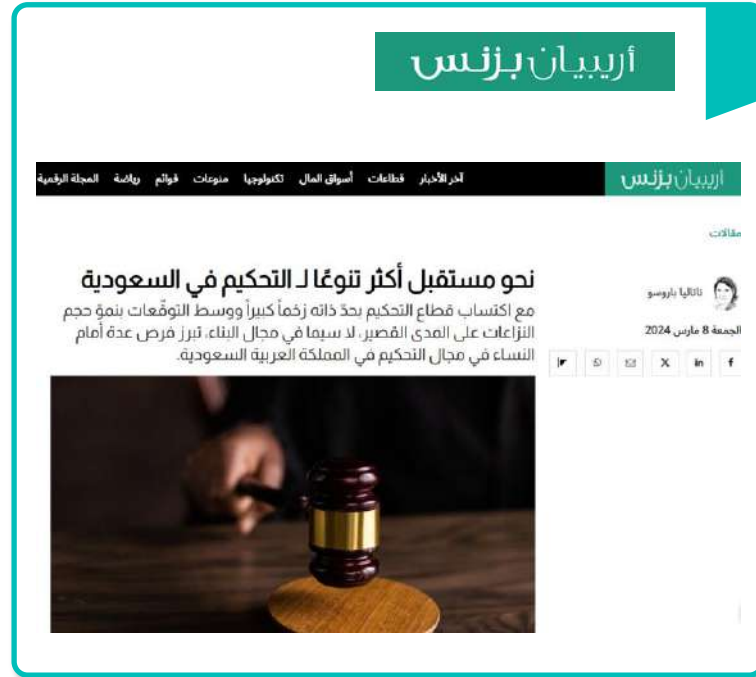 أريبيان بزنس
اريبيان بزنس
آخر الأخبار قطاعات أسواق المال تكنولوجيا منوعات قوائم رياضة المجلة الرقمية
مقالات
ناتاليا باروسو
الجمعة 8 مارس 2024
f in X
نحو مستقبل أكثر تنوعًا لـ التحكيم في السعودية
مع اكتساب قطاع التحكيم بحدّ ذاته زخماً كبيراً ووسط التوقّعات بنموّ حجم
النزاعات على المدى القصير، لا سيما في مجال البناء، تبرز فرص عدة أمام
النساء في مجال التحكيم في المملكة العربية السعودية.